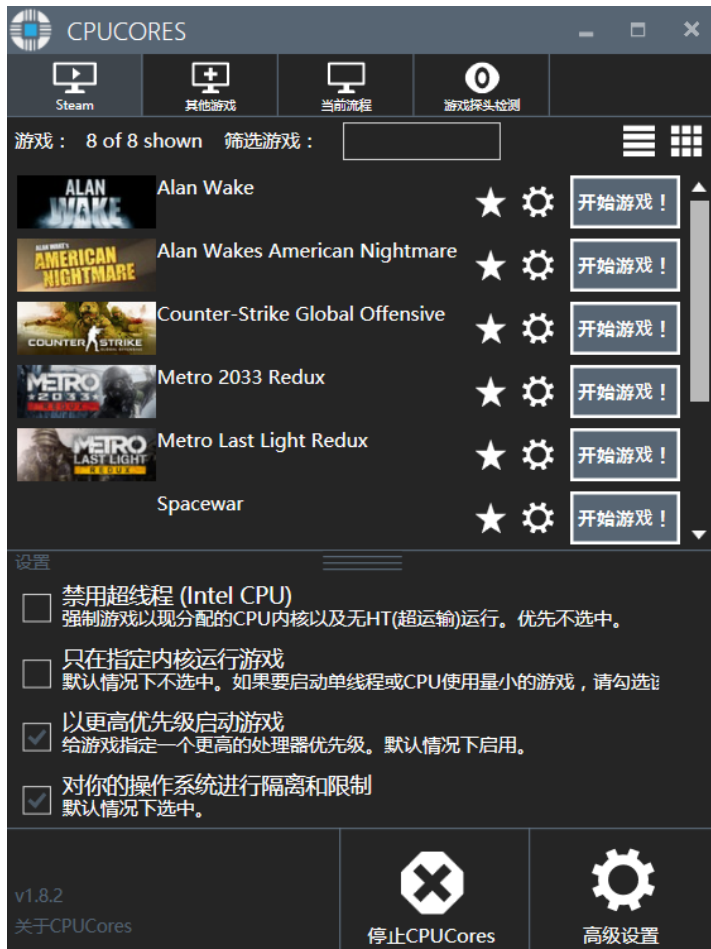 CPUCORES
Steam
其他游戏
当前流程
游戏探头检测
游戏： 8 of 8 shown 筛选游戏：
ALAN WAKE
Alan Wake
开始游戏！
ALAN WAKE'S
AMERICAN
NIGHTMARE
Alan Wakes American Nightmare
开始游戏！
COUNTER STRIKE
Counter-Strike Global Offensive
开始游戏！
METRO
2033
REDUX
Metro 2033 Redux
开始游戏！
METRO
LAST LIGHT
REDUX
Metro Last Light Redux
开始游戏！
Spacewar
开始游戏！
设置
禁用超线程 (Intel CPU)
强制游戏以现分配的CPU内核以及无HT(超运输)运行。优先不选中。
只在指定内核运行游戏
默认情况下不选中。如果要启动单线程或CPU使用量小的游戏，请勾选
以更高优先级启动游戏
给游戏指定一个更高的处理器优先级。默认情况下启用。
对你的操作系统进行隔离和限制
默认情况下选中。
v1.8.2
关于CPUCores
停止CPUCores
高级设置